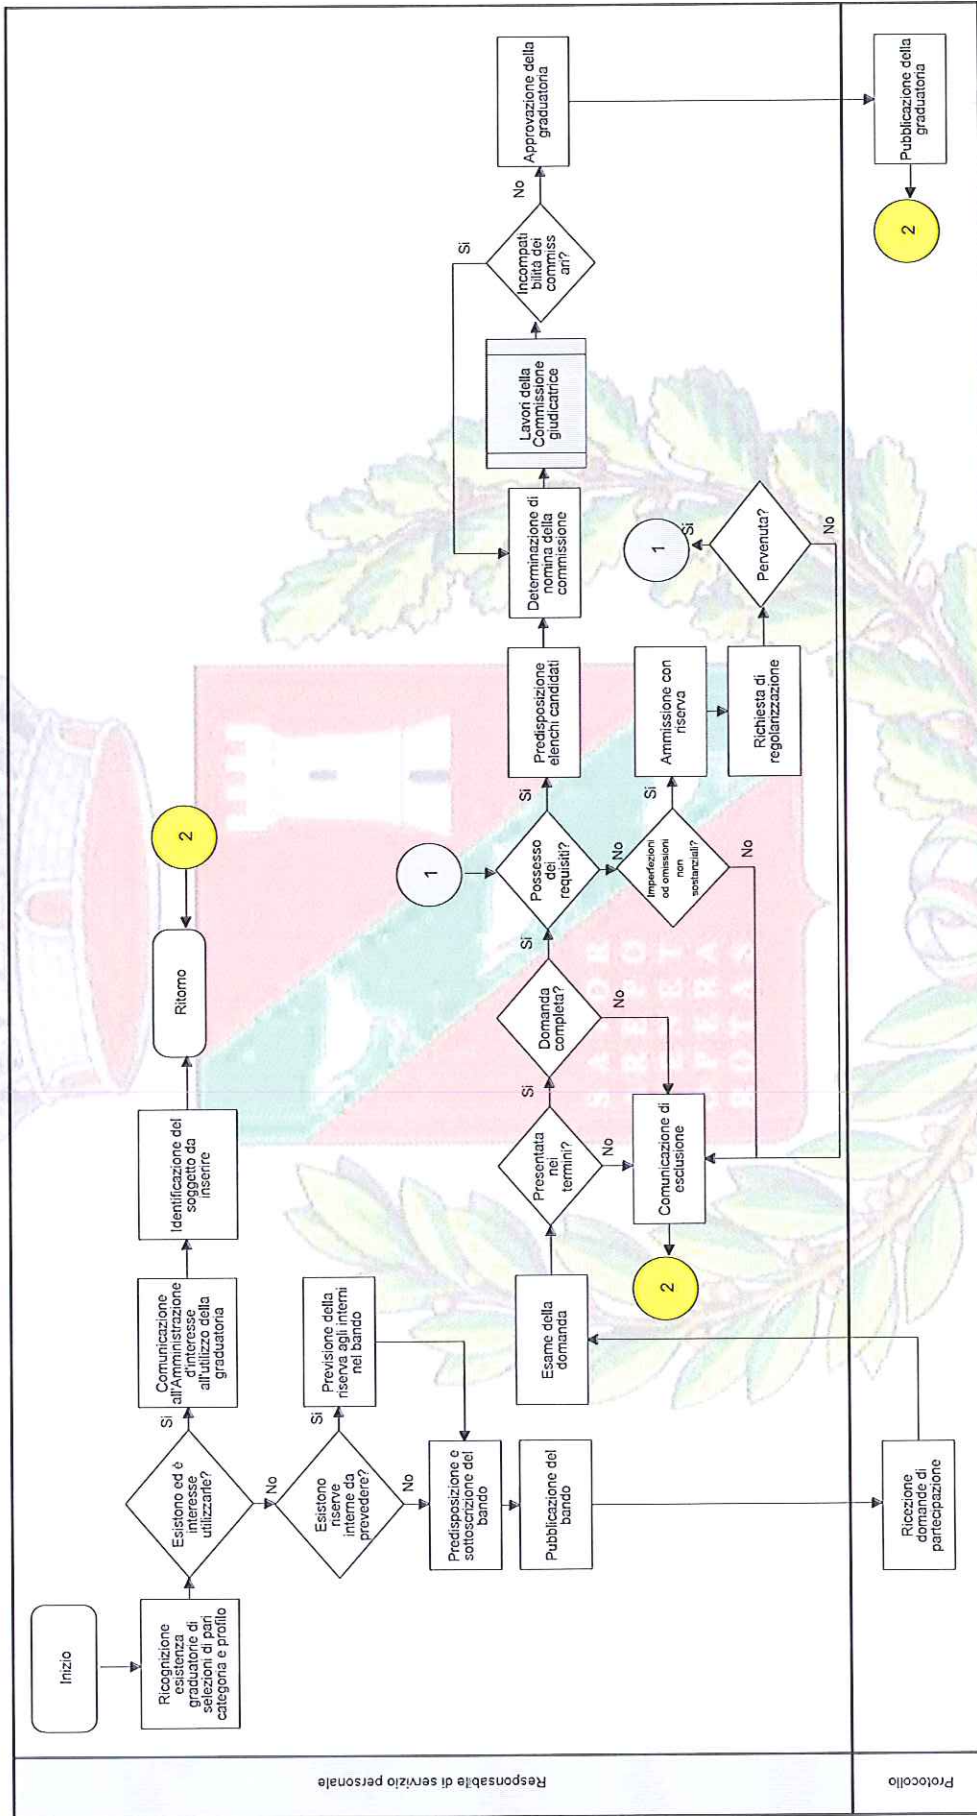 Responsabile di servizio personale
Inizio
Ricognizione
esistenza
graduatorie di
selezioni di pari
categoria e profilo
Esistono ed è
interesse
utilizzarle?
Si
No
Comunicazione
all'Amministrazione
d'interesse
all'utilizzo della
graduatoria
Identificazione del
soggetto da
inserire
Ritorno
2
Esistono
riserve
interne da
prevedere?
Si
No
Previsione della
riserva agli interni
nel bando
Predisposizione e
sottoscrizione del
bando
Pubblicazione del
bando
Esame della
domanda
Presentata
nei
termini?
Si
No
Domanda
completa?
Si
No
Comunicazione di
esclusione
2
1
Possesso
dei
requisiti?
Si
No
Imperfezioni
od omissioni
non
sostanziali?
Si
No
Predisposizione
elenchi candidati
Ammissione con
riserva
Richiesta di
regolarizzazione
Pervenuta?
Si
No
1
Determinazione di
nomina della
commissione
Lavori della
Commissione
giudicatrice
Incompati
bilità dei
commiss
ari?
Si
No
Approvazione della
graduatoria
Protocollo
Ricezione
domande di
partecipazione
Pubblicazione della
graduatoria
2